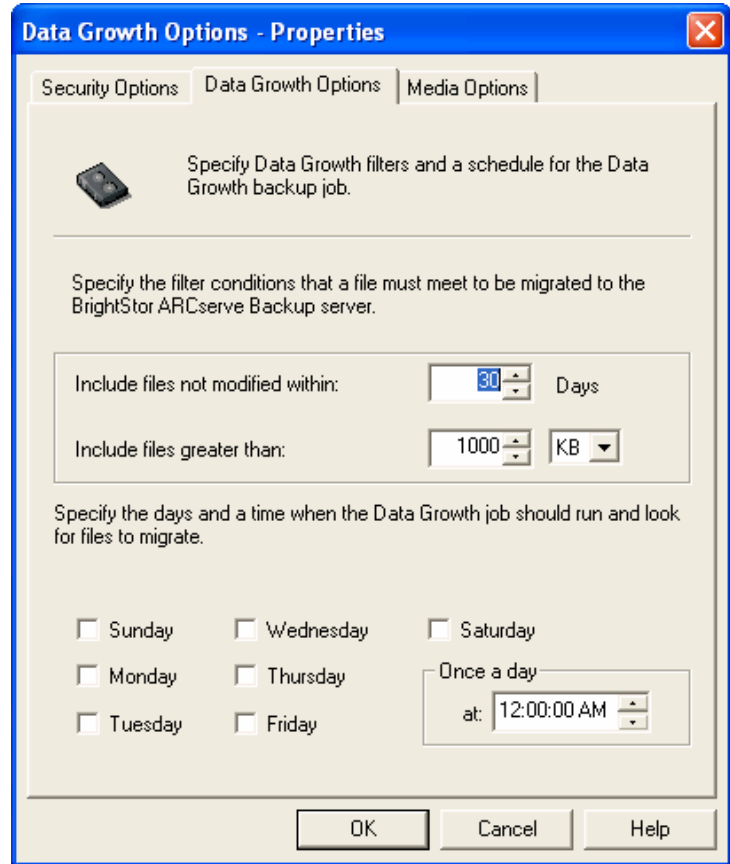 Data Growth Options - Properties
Security Options Data Growth Options Media Options
Specify Data Growth filters and a schedule for the Data
Growth backup job.
Specify the filter conditions that a file must meet to be migrated to the
BrightStor ARCserve Backup server.
Include files not modified within: 30 Days
Include files greater than: 1000 KB
Specify the days and a time when the Data Growth job should run and look
for files to migrate.
Sunday Wednesday Saturday
Monday Thursday Once a day
Tuesday Friday at: 12:00:00 AM
OK Cancel Help